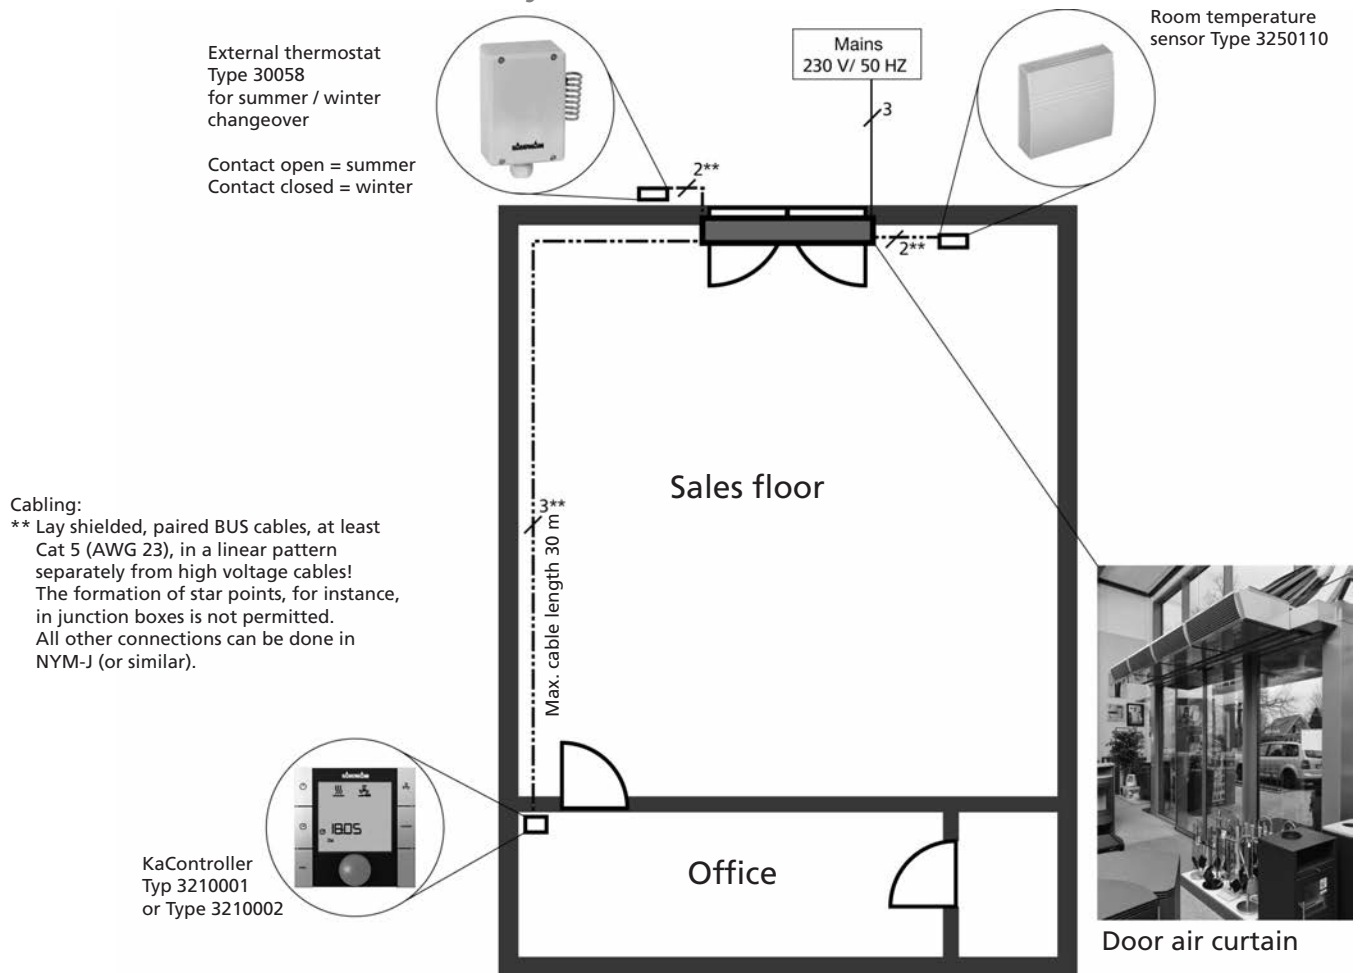 External thermostat
Type 30058
for summer / winter
changeover
Contact open = summer
Contact closed = winter
Mains
230 V/ 50 HZ
3
Room temperature
sensor Type 3250110
2**
2**
Sales floor
3**
Max. cable length 30 m
Cabling:
** Lay shielded, paired BUS cables, at least
Cat 5 (AWG 23), in a linear pattern
separately from high voltage cables!
The formation of star points, for instance,
in junction boxes is not permitted.
All other connections can be done in
NYM-J (or similar).
18:05
KaController
Typ 3210001
or Type 3210002
Office
Door air curtain